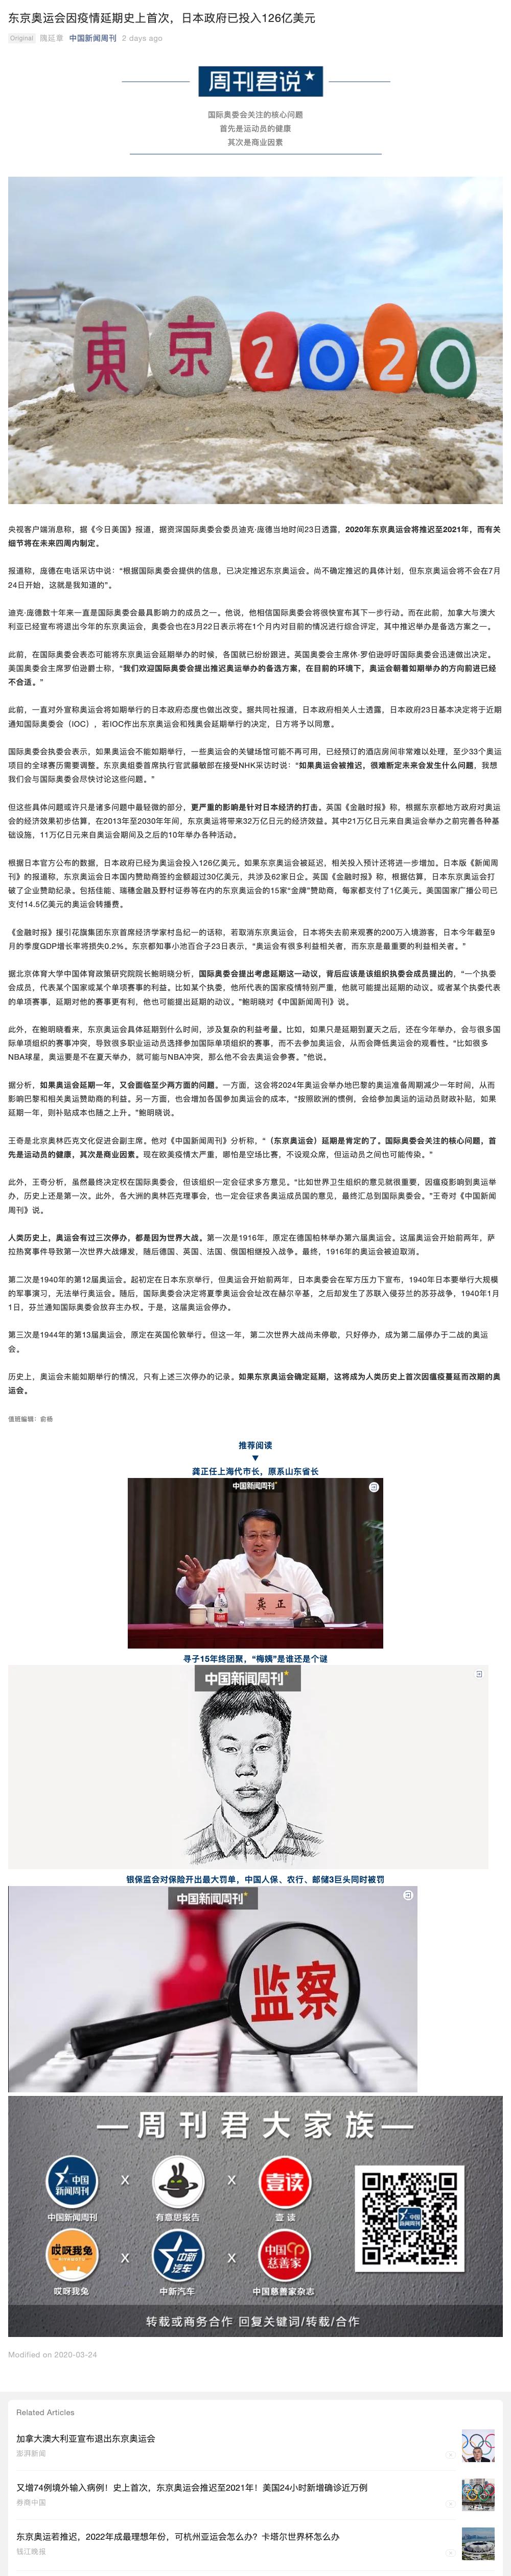 东京奥运会因疫情延期史上首次，日本政府已投入126亿美元
Original 隗延章 中国新闻周刊 2 days ago
周刊君说
国际奥委会关注的核心问题
首先是运动员的健康
其次是商业因素
東京2020
央视客户端消息称，据《今日美国》报道，据资深国际奥委会委员迪克·庞德当地时间23日透露，2020年东京奥运会将推迟至2021年，而有关
细节将在未来四周内制定。
报道称，庞德在电话采访中说：“根据国际奥委会提供的信息，已决定推迟东京奥运会。尚不确定推迟的具体计划，但东京奥运会将不会在7月
24日开始，这就是我知道的”。
迪克·庞德数十年来一直是国际奥委会最具影响力的成员之一。他说，他相信国际奥委会将很快宣布其下一步行动。而在此前，加拿大与澳大
利亚已经宣布将退出今年的东京奥运会，奥委会也在3月22日表示将在1个月内对目前的情况进行综合评定，其中推迟举办是备选方案之一。
此前，在国际奥委会表态可能将东京奥运会延期举办的时候，各国就已纷纷跟进。英国奥委会主席休·罗伯逊呼吁国际奥委会迅速做出决定。
英国奥委会主席罗伯逊爵士称，“我们欢迎国际奥委会提出推迟奥运举办的备选方案，在目前的环境下，奥运会朝着如期举办的方向前进已经
不合适。”
此前，一直对外宣称奥运会将如期举行的日本政府态度也做出改变。据共同社报道，日本政府相关人士透露，日本政府23日基本决定将于近期
通知国际奥委会（IOC），若IOC作出东京奥运会和残奥会延期举行的决定，日方将予以同意。
国际奥委会执委会表示，如果奥运会不能如期举行，一些奥运会的关键场馆可能不再可用，已经预订的酒店房间非常难以处理，至少33个奥运
项目的全球赛历需要调整。东京奥组委首席执行官武藤敏郎在接受NHK采访时说：“如果奥运会被推迟，很难断定未来会发生什么问题，我想
我们会与国际奥委会尽快讨论这些问题。”
但这些具体问题或许只是诸多问题中最轻微的部分，更严重的影响是针对日本经济的打击。英国《金融时报》称，根据东京都地方政府对奥运
会的经济效果初步估算，在2013年至2030年年间，东京奥运将带来32万亿日元的经济效益。其中21万亿日元来自奥运会举办之前完善各种基
础设施，11万亿日元来自奥运会期间及之后的10年举办各种活动。
根据日本官方公布的数据，日本政府已经为奥运会投入126亿美元。如果东京奥运会被延迟，相关投入预计还将进一步增加。日本版《新闻周
刊》的报道称，东京奥运会日本国内赞助商签约金额超过30亿美元，共涉及62家日企。英国《金融时报》称，根据估算，日本东京奥运会打
破了企业赞助纪录。包括佳能、瑞穗金融及野村证券等在内的东京奥运会的15家“金牌”赞助商，每家都支付了1亿美元。美国国家广播公司已
支付14.5亿美元的奥运会转播费。
《金融时报》援引花旗集团东京首席经济学家村岛纪一的话称，若取消东京奥运会，日本将失去前来观赛的200万入境游客，日本今年截至9
月的季度GDP增长率将损失0.2%。东京都知事小池百合子23日表示，“奥运会有很多利益相关者，而东京是最重要的利益相关者。”
据北京体育大学中国体育政策研究院院长鲍明晓分析，国际奥委会提出考虑延期这一动议，背后应该是该组织执委会成员提出的，“一个执委
会成员，代表某个国家或某个单项赛事的利益。比如某个执委，他所代表的国家疫情特别严重，他就可能提出延期的动议。或者某个执委代表
的单项赛事，延期对他的赛事更有利，他也可能提出延期的动议。”鲍明晓对《中国新闻周刊》说。
此外，在鲍明晓看来，东京奥运会具体延期到什么时间，涉及复杂的利益考量。比如，如果只是延期到夏天之后，还在今年举办，会与很多国
际单项组织的赛事冲突，导致很多职业运动员选择参加国际单项组织的赛事，而不去参加奥运会，从而会降低奥运会的观看性。“比如很多
NBA球星，奥运要是不在夏天举办，就可能与NBA冲突，那么他不会去奥运会参赛。”他说。
据分析，如果奥运会延期一年，又会面临至少两方面的问题。一方面，这会将2024年奥运会举办地巴黎的奥运准备周期减少一年时间，从而
影响巴黎和相关奥运赞助商的利益。另一方面，也会增加各国参加奥运会的成本，“按照欧洲的惯例，会给参加奥运的运动员财政补贴，如果
延期一年，则补贴成本也随之上升。”鲍明晓说。
王奇是北京奥林匹克文化促进会副主席。他对《中国新闻周刊》分析称，“（东京奥运会）延期是肯定的了。国际奥委会关注的核心问题，首
先是运动员的健康，其次是商业因素。现在欧美疫情太严重，哪怕是空场比赛，不设观众席，但运动员之间也可能传染。”
此外，王奇分析，虽然最终决定权在国际奥委会，但该组织一定会征求多方意见。“比如世界卫生组织的意见就很重要，因瘟疫影响到奥运举
办，历史上还是第一次。此外，各大洲的奥林匹克理事会，也一定会征求各奥运成员国的意见，最终汇总到国际奥委会。”王奇对《中国新闻
周刊》说。
人类历史上，奥运会有过三次停办，都是因为世界大战。第一次是1916年，原定在德国柏林举办第六届奥运会。这届奥运会开始前两年，萨
拉热窝事件导致第一次世界大战爆发，随后德国、英国、法国、俄国相继投入战争。最终，1916年的奥运会被迫取消。
第二次是1940年的第12届奥运会。起初定在日本东京举行，但奥运会开始前两年，日本奥委会在军方压力下宣布，1940年日本要举行大规模
的军事演习，无法举行奥运会。随后，国际奥委会决定将夏季奥运会会址改在赫尔辛基，之后却发生了苏联入侵芬兰的苏芬战争，1940年1月
1日，芬兰通知国际奥委会放弃主办权。于是，这届奥运会停办。
第三次是1944年的第13届奥运会，原定在英国伦敦举行。但这一年，第二次世界大战尚未停歇，只好停办，成为第二届停办于二战的奥运
会。
历史上，奥运会未能如期举行的情况，只有上述三次停办的记录。如果东京奥运会确定延期，这将成为人类历史上首次因瘟疫蔓延而改期的奥
运会。
值班编辑：俞杨
推荐阅读
▼
龚正任上海代市长，原系山东省长
中国新闻周刊
龚正
寻子15年终团聚，“梅姨”是谁还是个谜
中国新闻周刊
银保监会对保险开出最大罚单，中国人保、农行、邮储3巨头同时被罚
中国新闻周刊
监察
周刊君大家族
中国新闻周刊 X X 壹读
中国新闻周刊 有意思报告 壹读
中国新闻周刊
哎呀我兔 X 中新汽车 X 中国慈善家
哎呀我兔 中新汽车 中国慈善家杂志
转载或商务合作 回复关键词/转载/合作
Modified on 2020-03-24
Related Articles
加拿大澳大利亚宣布退出东京奥运会
澎湃新闻
又增74例境外输入病例！史上首次，东京奥运会推迟至2021年！美国24小时新增确诊近万例
券商中国
东京奥运若推迟，2022年成最理想年份，可杭州亚运会怎么办？卡塔尔世界杯怎么办
钱江晚报